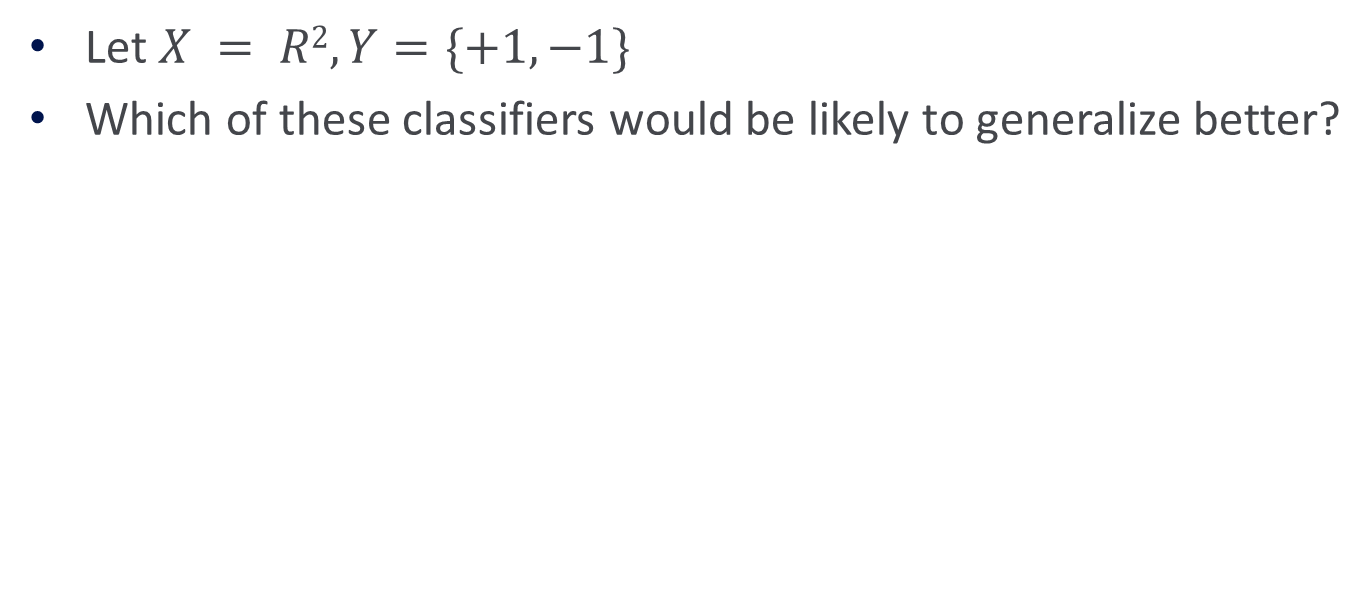 • Let 𝑋 = 𝑅², 𝑌 = {+1, −1}
• Which of these classifiers would be likely to generalize better?